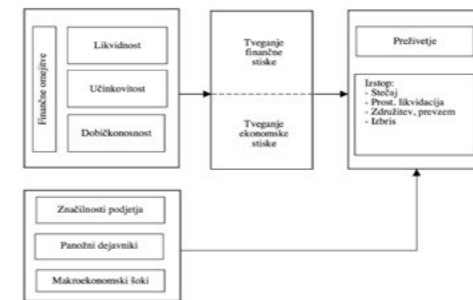 Finančne omejitve
Likvidnost
Učinkovitost
Dobičkonosnost
Tveganje
finančne
stiske
Tveganje
ekonomske
stiske
Preživetje
Izstop:
- Stečaj
- Prost. likvidacija
- Združitev, prevzem
- Izbris
Značilnosti podjetja
Panožni dejavniki
Makroekonomski šoki